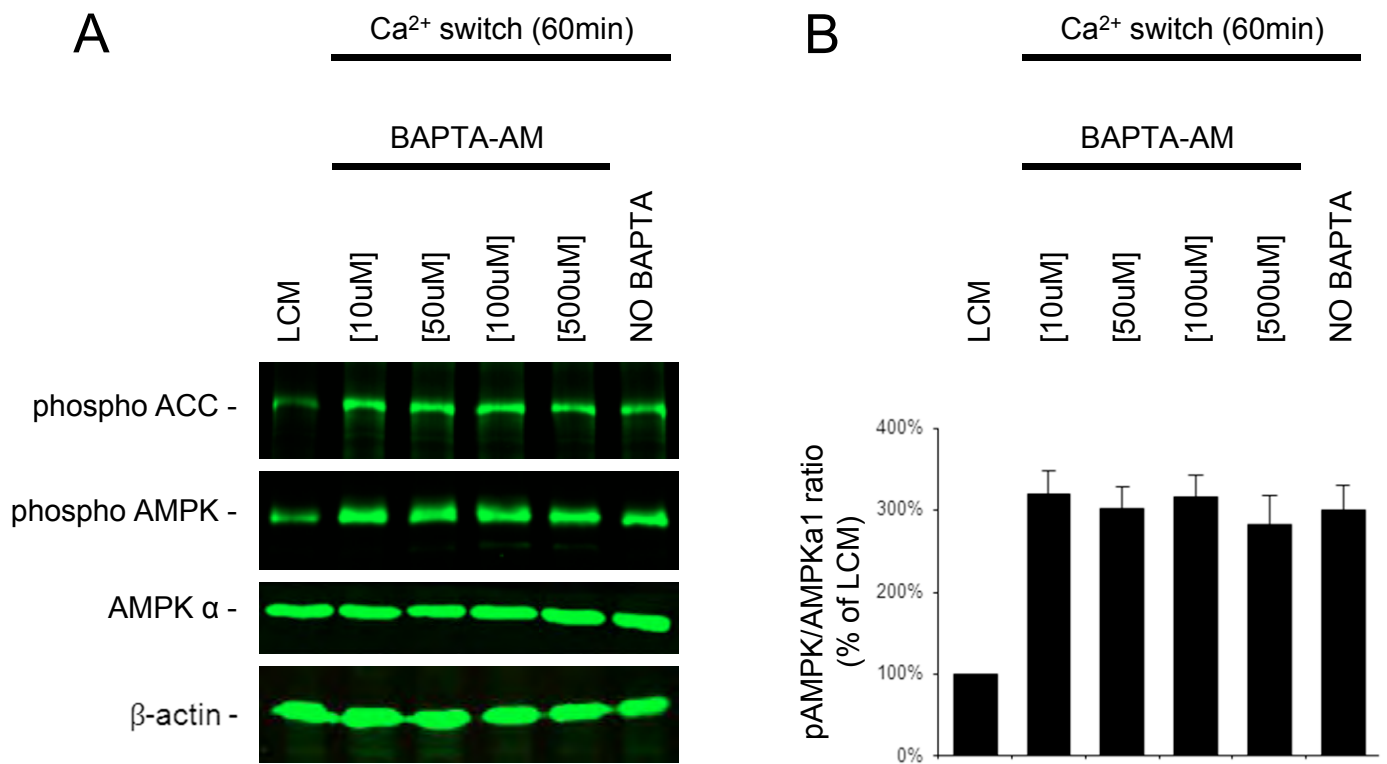 A
Ca²⁺ switch (60min)
BAPTA-AM
LCM
[10uM]
[50uM]
[100uM]
[500uM]
NO BAPTA
phospho ACC -
phospho AMPK -
AMPK α -
β-actin -
B
Ca²⁺ switch (60min)
BAPTA-AM
LCM
[10uM]
[50uM]
[100uM]
[500uM]
NO BAPTA
pAMPK/AMPKa1 ratio
(% of LCM)
400%
300%
200%
100%
0%